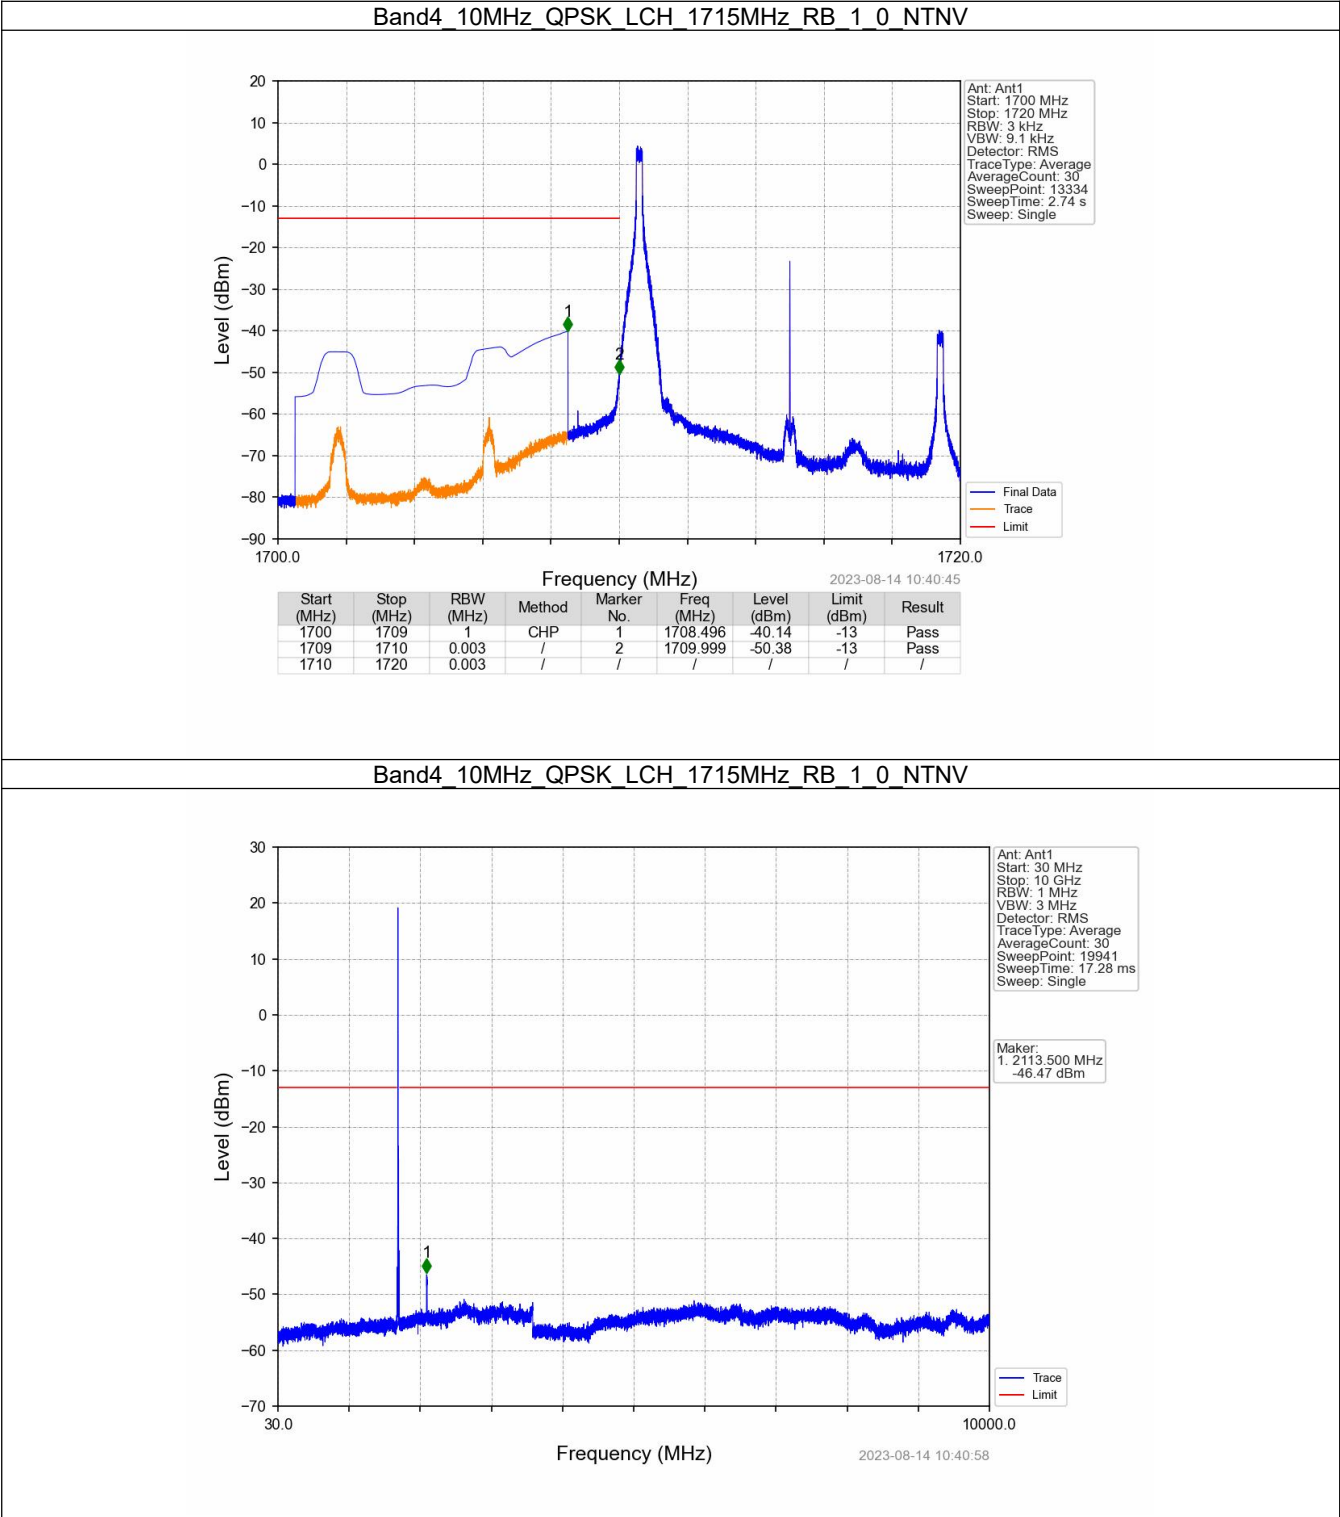 Band4_10MHz_QPSK_LCH_1715MHz_RB_1_0_NTNV
20
10
0
−10
−20
−30
−40
−50
−60
−70
−80
−90
Level (dBm)
1
2
Ant: Ant1
Start: 1700 MHz
Stop: 1720 MHz
RBW: 3 kHz
VBW: 9.1 kHz
Detector: RMS
TraceType: Average
AverageCount: 30
SweepPoint: 13334
SweepTime: 2.74 s
Sweep: Single
Final Data
Trace
Limit
1700.0 1720.0
Frequency (MHz)
2023-08-14 10:40:45
Start (MHz) Stop (MHz) RBW (MHz) Method Marker No. Freq (MHz) Level (dBm) Limit (dBm) Result
1700 1709 1 CHP 1 1708.496 -40.14 -13 Pass
1709 1710 0.003 / 2 1709.999 -50.38 -13 Pass
1710 1720 0.003 / / / / / /
Band4_10MHz_QPSK_LCH_1715MHz_RB_1_0_NTNV
30
20
10
0
−10
−20
−30
−40
−50
−60
−70
Level (dBm)
1
Ant: Ant1
Start: 30 MHz
Stop: 10 GHz
RBW: 1 MHz
VBW: 3 MHz
Detector: RMS
TraceType: Average
AverageCount: 30
SweepPoint: 19941
SweepTime: 17.28 ms
Sweep: Single
Maker:
1. 2113.500 MHz
-46.47 dBm
Trace
Limit
30.0 10000.0
Frequency (MHz)
2023-08-14 10:40:58